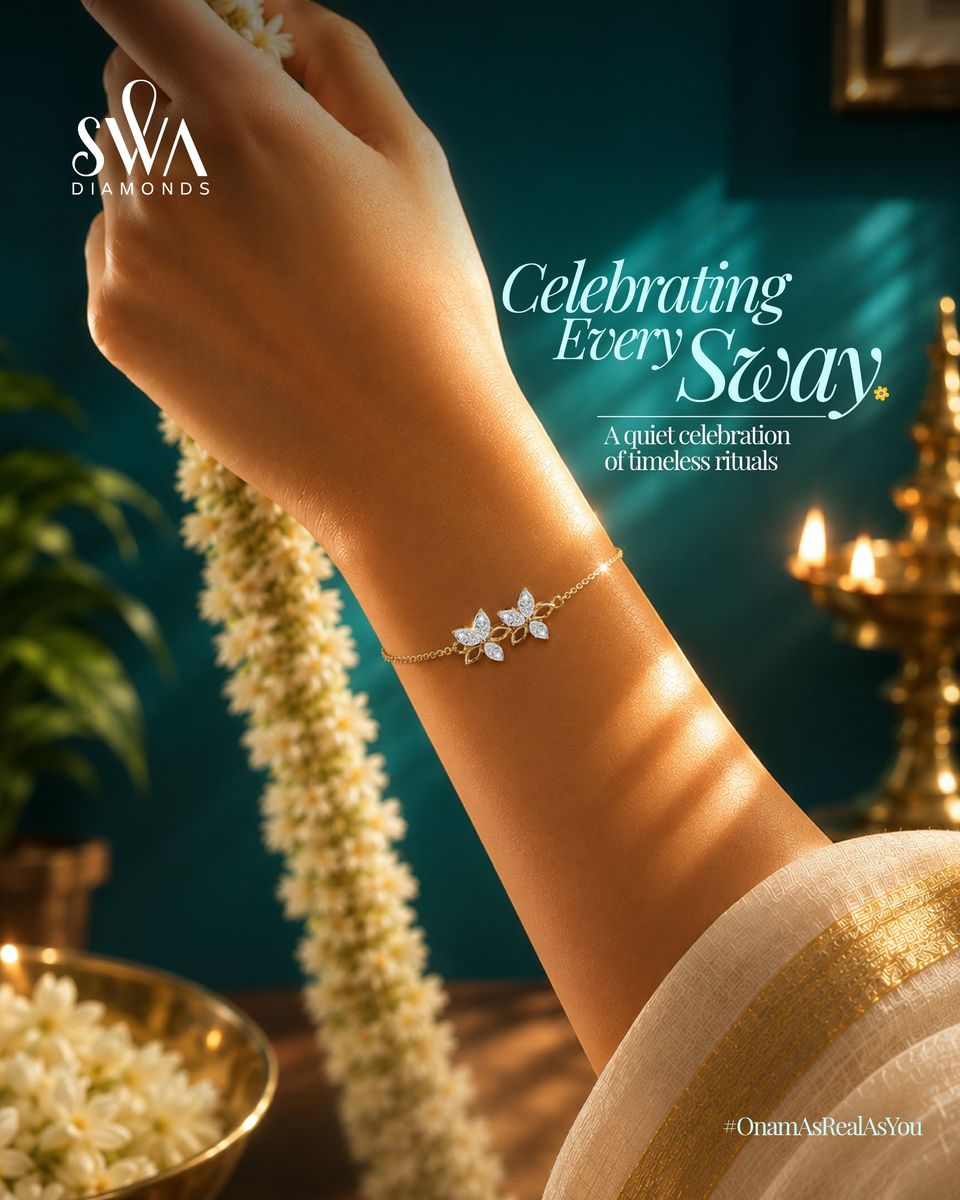 SWA
DIAMONDS
Celebrating
Every Sway
A quiet celebration
of timeless rituals
#OnamAsRealAsYou